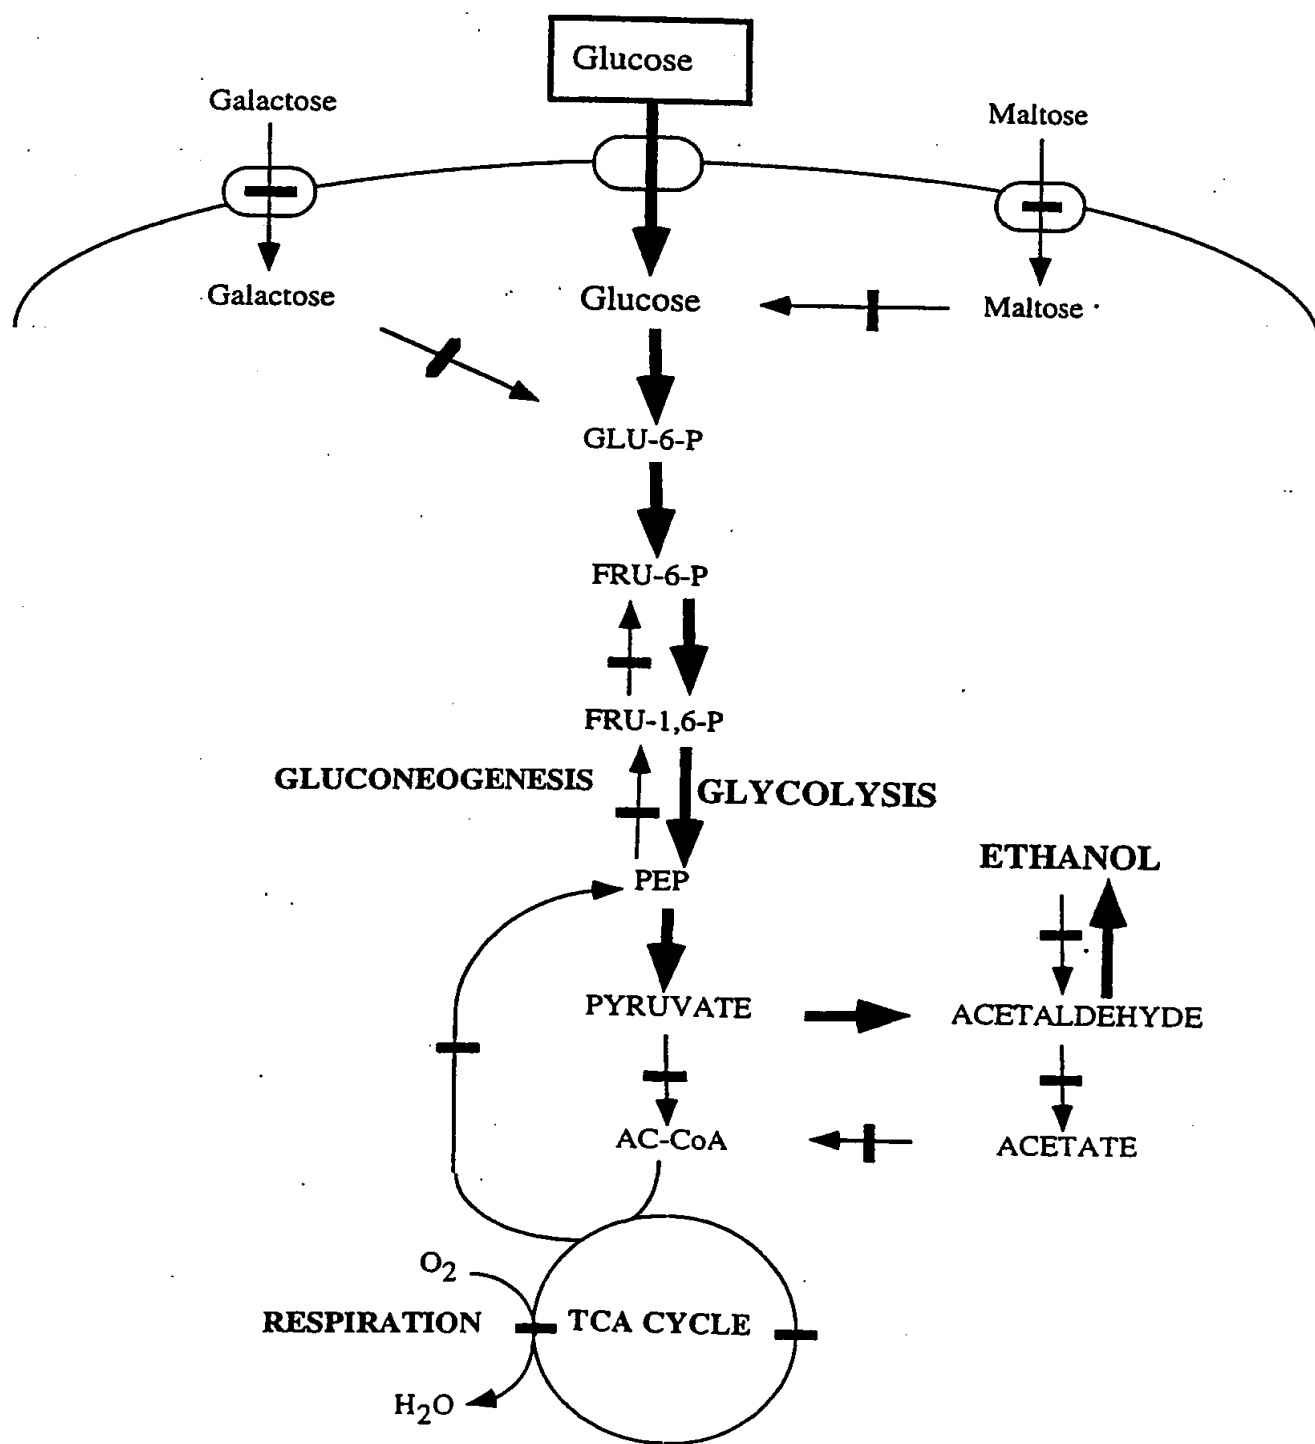 Glucose
Galactose
Maltose
Galactose
Glucose
Maltose
GLU-6-P
FRU-6-P
FRU-1,6-P
GLUCONEOGENESIS
GLYCOLYSIS
ETHANOL
PEP
PYRUVATE
ACETALDEHYDE
AC-CoA
ACETATE
O2
RESPIRATION
TCA CYCLE
H2O